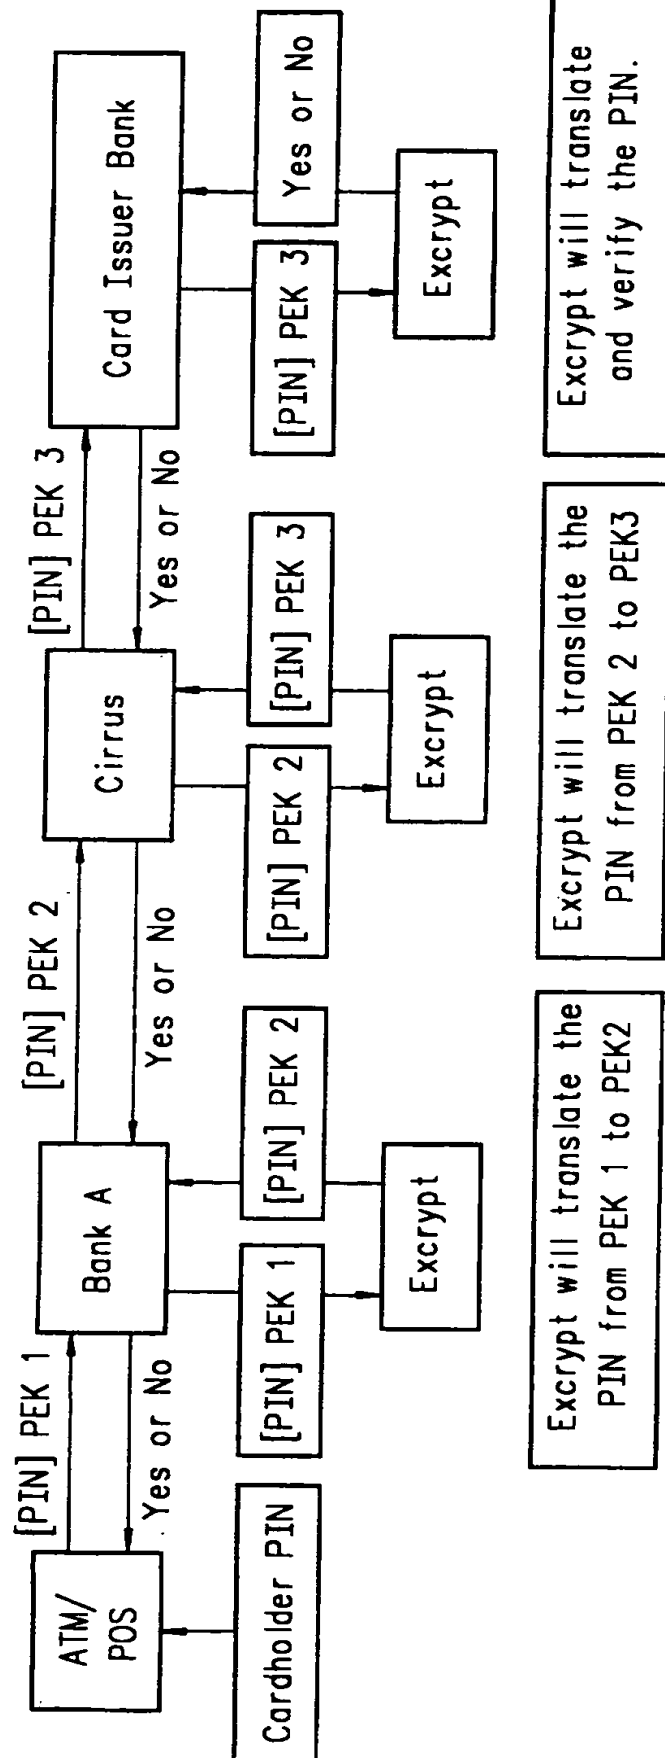 [PIN] PEK 1
[PIN] PEK 2
[PIN] PEK 3
ATM/
POS
Bank A
Cirrus
Card Issuer Bank
Yes or No
Yes or No
Yes or No
Cardholder PIN
[PIN] PEK 1
[PIN] PEK 2
[PIN] PEK 2
[PIN] PEK 3
[PIN] PEK 3
Yes or No
Excrypt
Excrypt
Excrypt
Excrypt will translate the
PIN from PEK 1 to PEK2
Excrypt will translate the
PIN from PEK 2 to PEK3
Excrypt will translate
and verify the PIN.